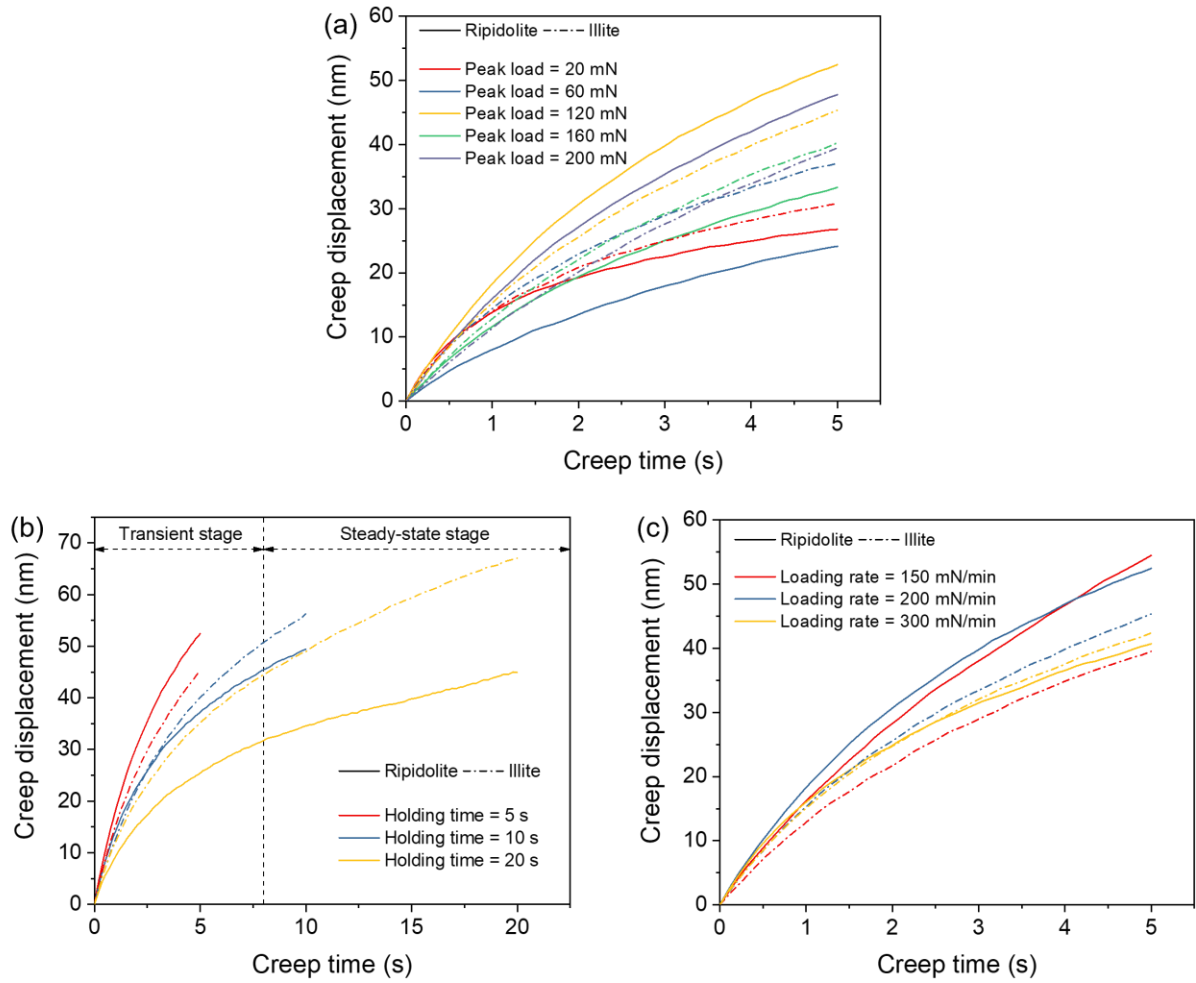 (a)
60
50
40
30
20
10
0
Creep displacement (nm)
Ripidolite Illite
Peak load = 20 mN
Peak load = 60 mN
Peak load = 120 mN
Peak load = 160 mN
Peak load = 200 mN
0 1 2 3 4 5
Creep time (s)
(b)
Transient stage Steady-state stage
70
60
50
40
30
20
10
0
Creep displacement (nm)
Ripidolite Illite
Holding time = 5 s
Holding time = 10 s
Holding time = 20 s
0 5 10 15 20
Creep time (s)
(c)
60
50
40
30
20
10
0
Creep displacement (nm)
Ripidolite Illite
Loading rate = 150 mN/min
Loading rate = 200 mN/min
Loading rate = 300 mN/min
0 1 2 3 4 5
Creep time (s)